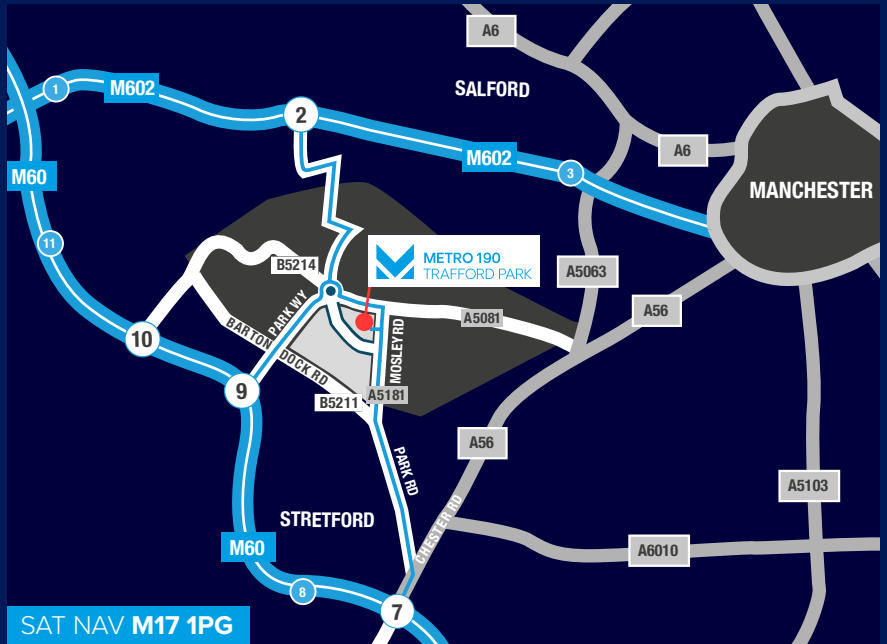 A6
SALFORD
1
M602
2
A6
M602
3
MANCHESTER
M60
11
METRO 190
TRAFFORD PARK
B5214
A5063
PARK WY
A56
A5081
MOSLEY RD
10
BARTON DOCK RD
9
A5181
B5211
A56
PARK RD
A5103
CHESTER RD
STRETFORD
M60
A6010
8
7
SAT NAV M17 1PG